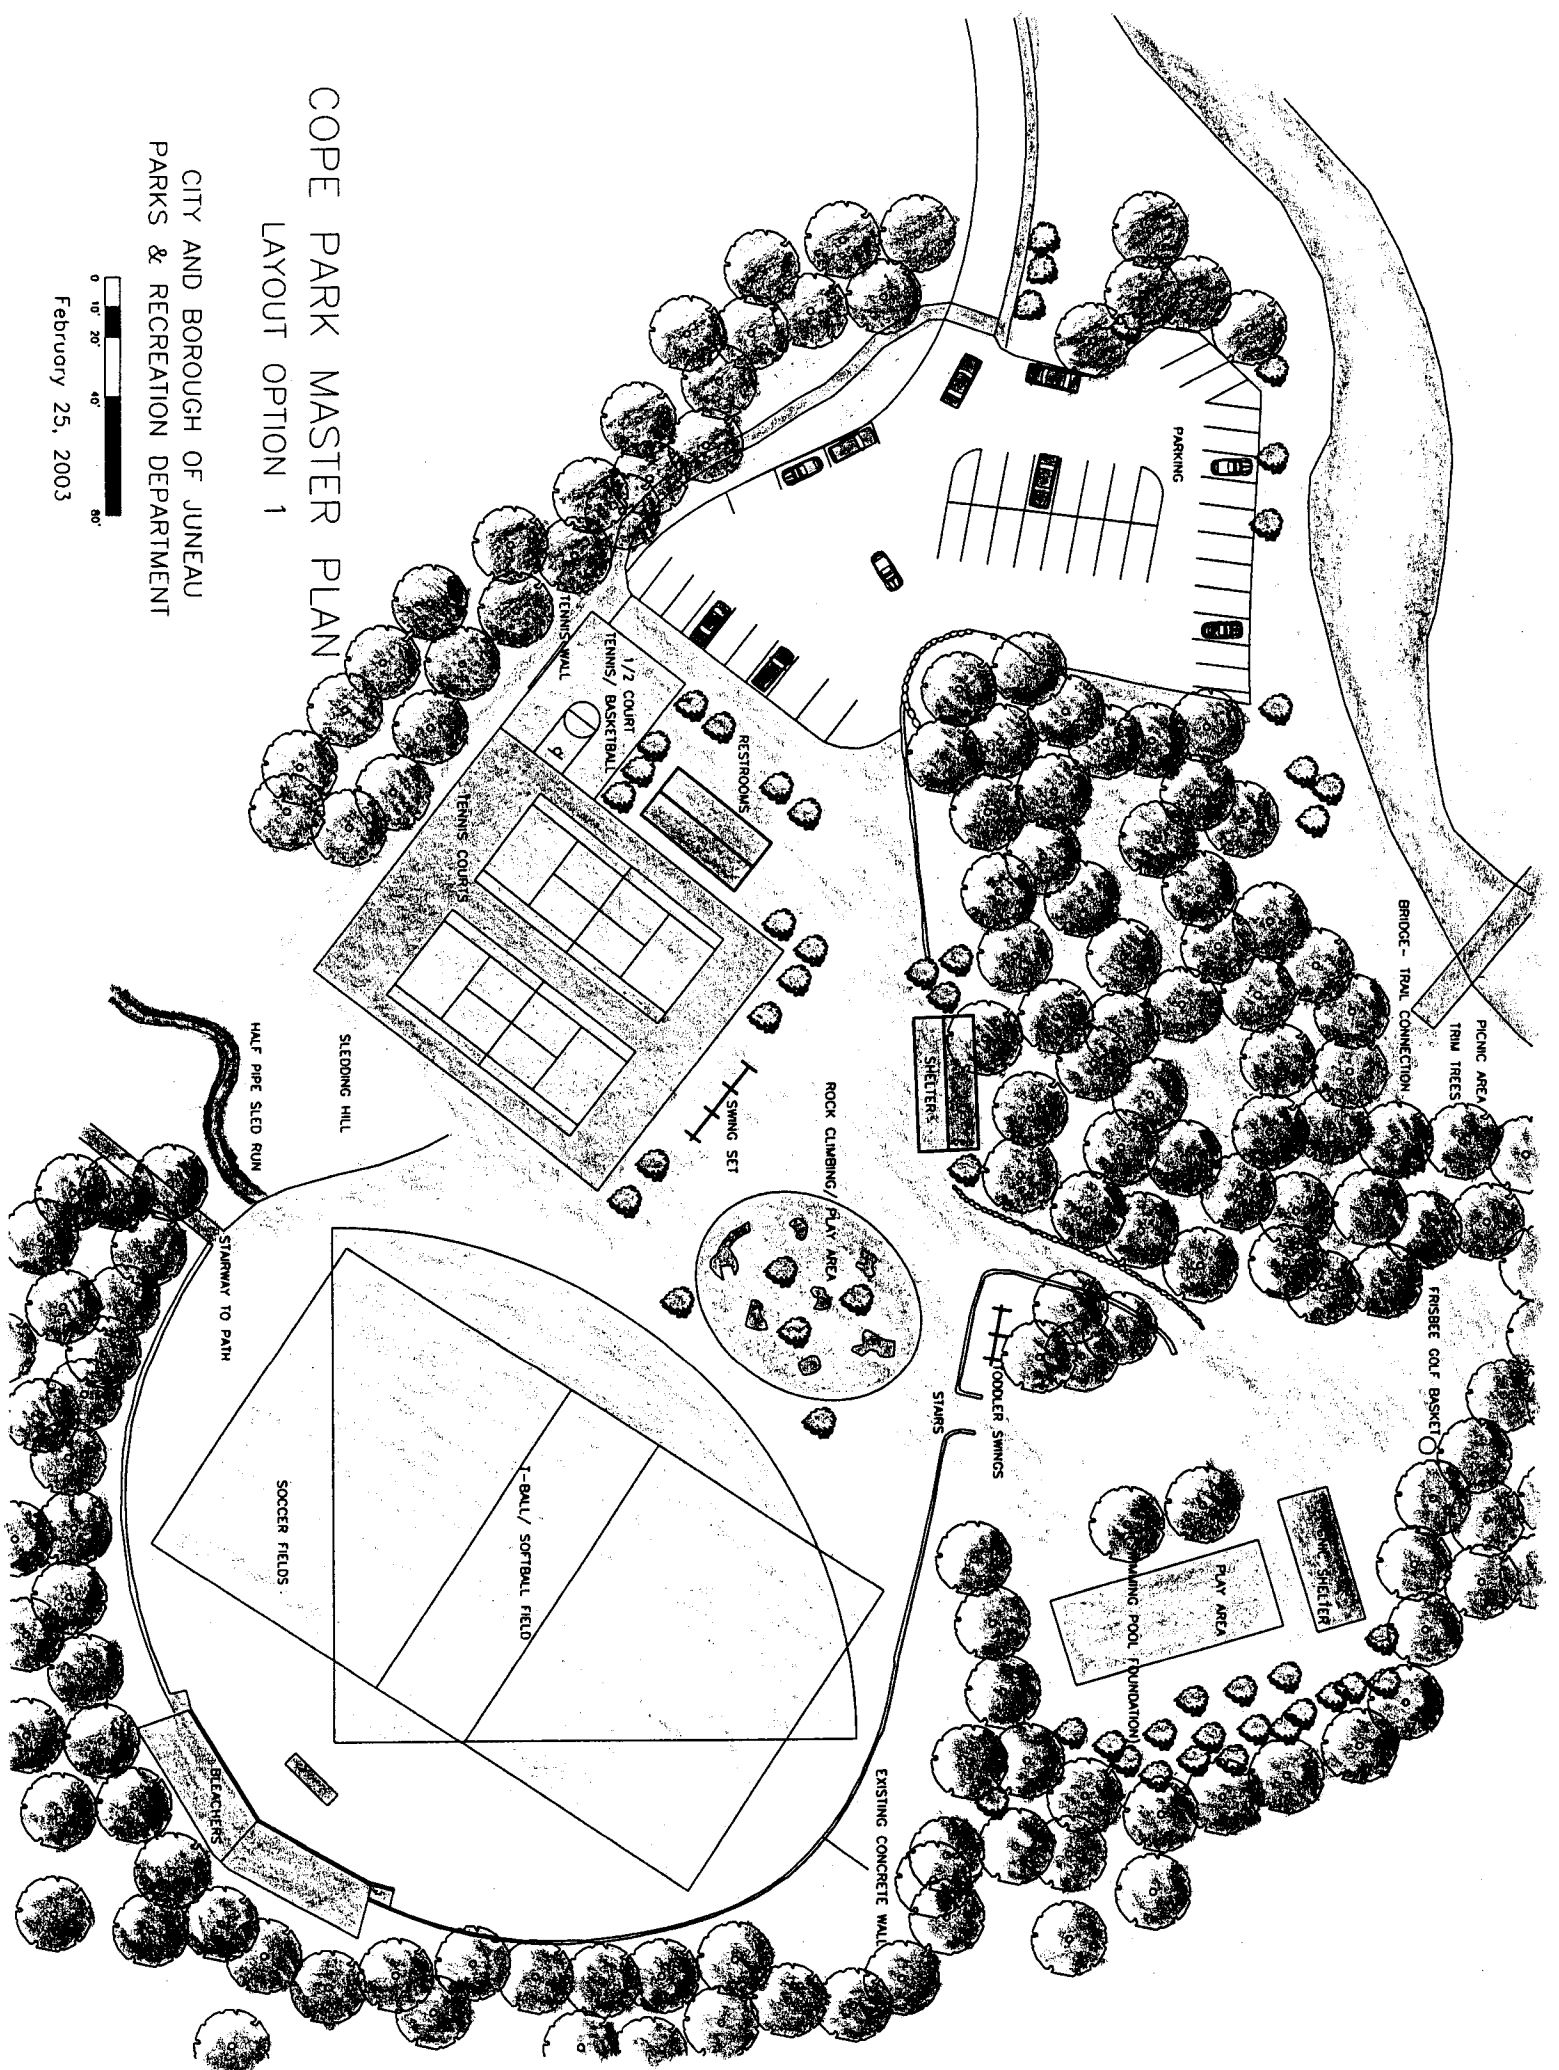 COPE PARK MASTER PLAN
LAYOUT OPTION 1
CITY AND BOROUGH OF JUNEAU
PARKS & RECREATION DEPARTMENT
0 10' 20' 40' 80'
February 25, 2003
PARKING
TENNIS WALL
1/2 COURT
TENNIS/ BASKETBALL
RESTROOMS
TENNIS COURTS
BRIDGE- TRAIL CONNECTION
PICNIC AREA
TRIM TREES
SHELTER
SWING SET
ROCK CLIMBING/ PLAY AREA
SLEDDING HILL
HALF PIPE SLED RUN
STAIRWAY TO PATH
FRISBEE GOLF BASKET
TODDLER SWINGS
STAIRS
SHELTER
PLAY AREA
POOL FOUNDATION)
T-BALL/ SOFTBALL FIELD
SOCCER FIELDS
BLEACHERS
EXISTING CONCRETE WALL